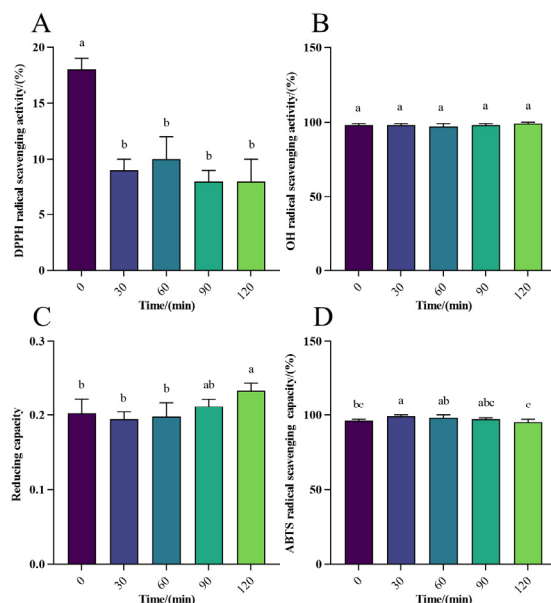 A
DPPH radical scavenging activity/(%)
20
15
10
5
0
a
b
b
b
b
0
30
60
90
120
Time/(min)
B
OH radical scavenging activity/(%)
150
100
50
0
a
a
a
a
a
0
30
60
90
120
Time/(min)
C
Reducing capacity
0.3
0.2
0.1
0.0
b
b
b
ab
a
0
30
60
90
120
Time/(min)
D
ABTS radical scavenging capacity/(%)
150
100
50
0
bc
a
ab
abc
c
0
30
60
90
120
Time/(min)